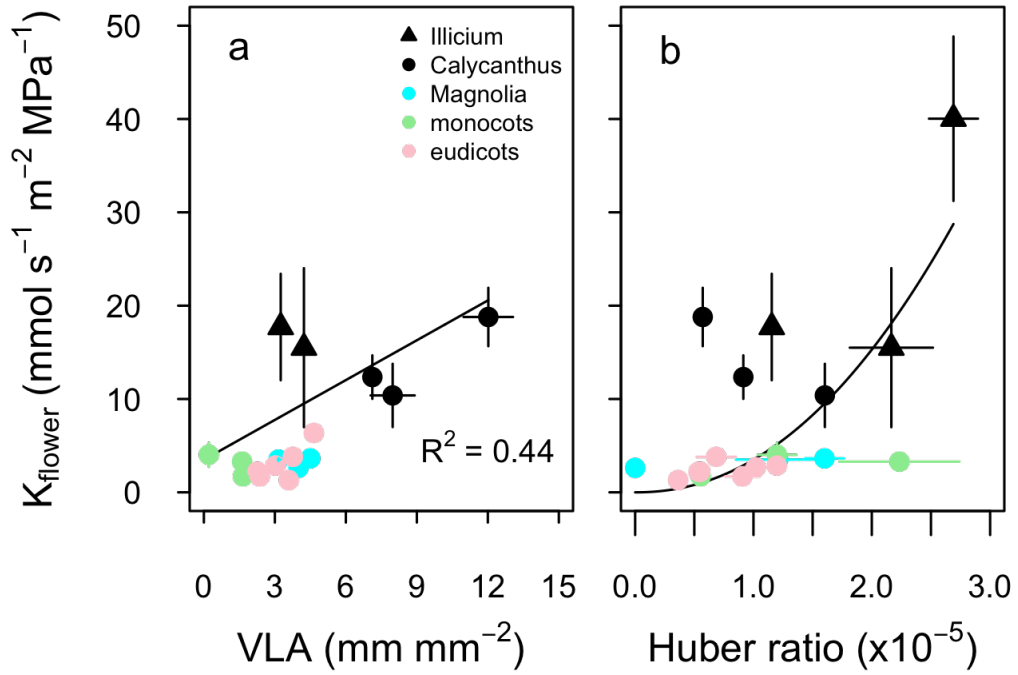 K_flower (mmol s⁻¹ m⁻² MPa⁻¹)
50
40
30
20
10
0
a
Illicium
Calycanthus
Magnolia
monocots
eudicots
R² = 0.44
0 3 6 9 12 15
VLA (mm mm⁻²)
b
0.0 1.0 2.0 3.0
Huber ratio (x10⁻⁵)